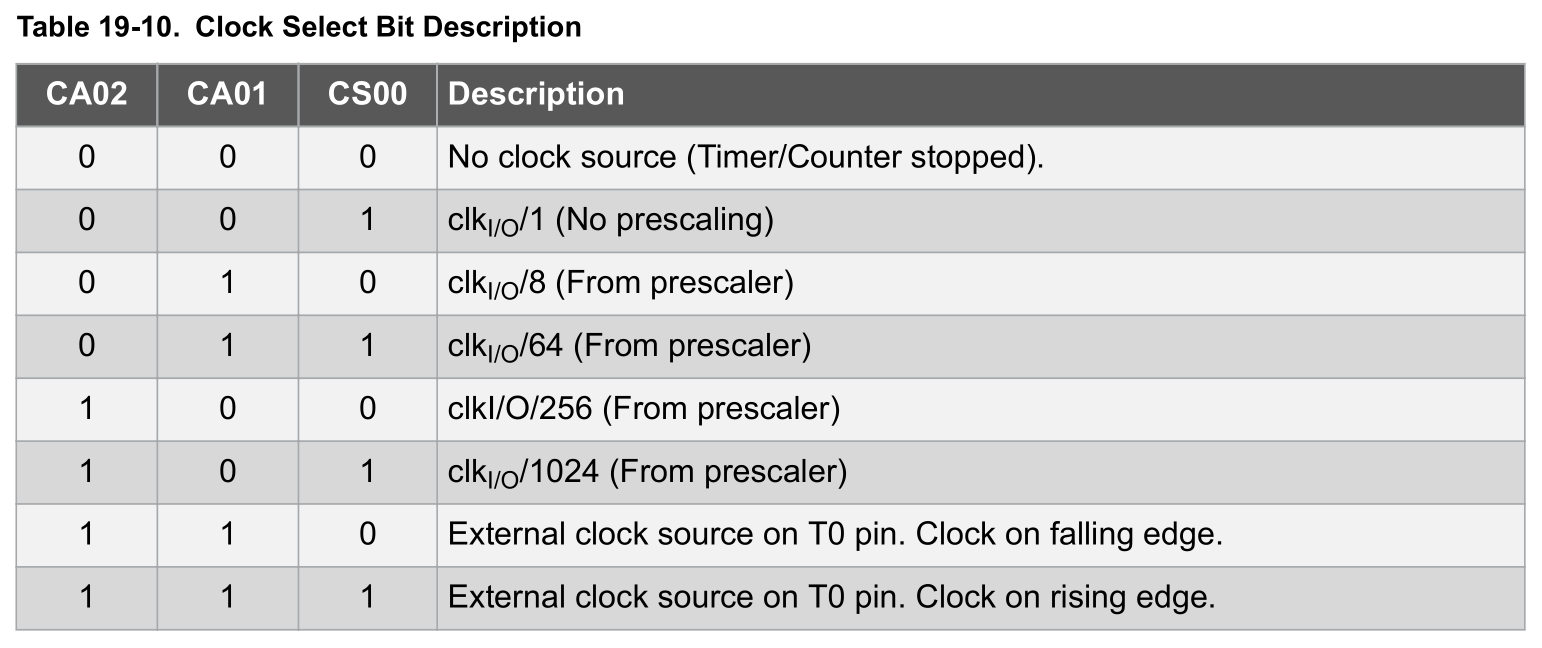 Table 19-10. Clock Select Bit Description
CA02 CA01 CS00 Description
0 0 0 No clock source (Timer/Counter stopped).
0 0 1 clkI/O/1 (No prescaling)
0 1 0 clkI/O/8 (From prescaler)
0 1 1 clkI/O/64 (From prescaler)
1 0 0 clkI/O/256 (From prescaler)
1 0 1 clkI/O/1024 (From prescaler)
1 1 0 External clock source on T0 pin. Clock on falling edge.
1 1 1 External clock source on T0 pin. Clock on rising edge.